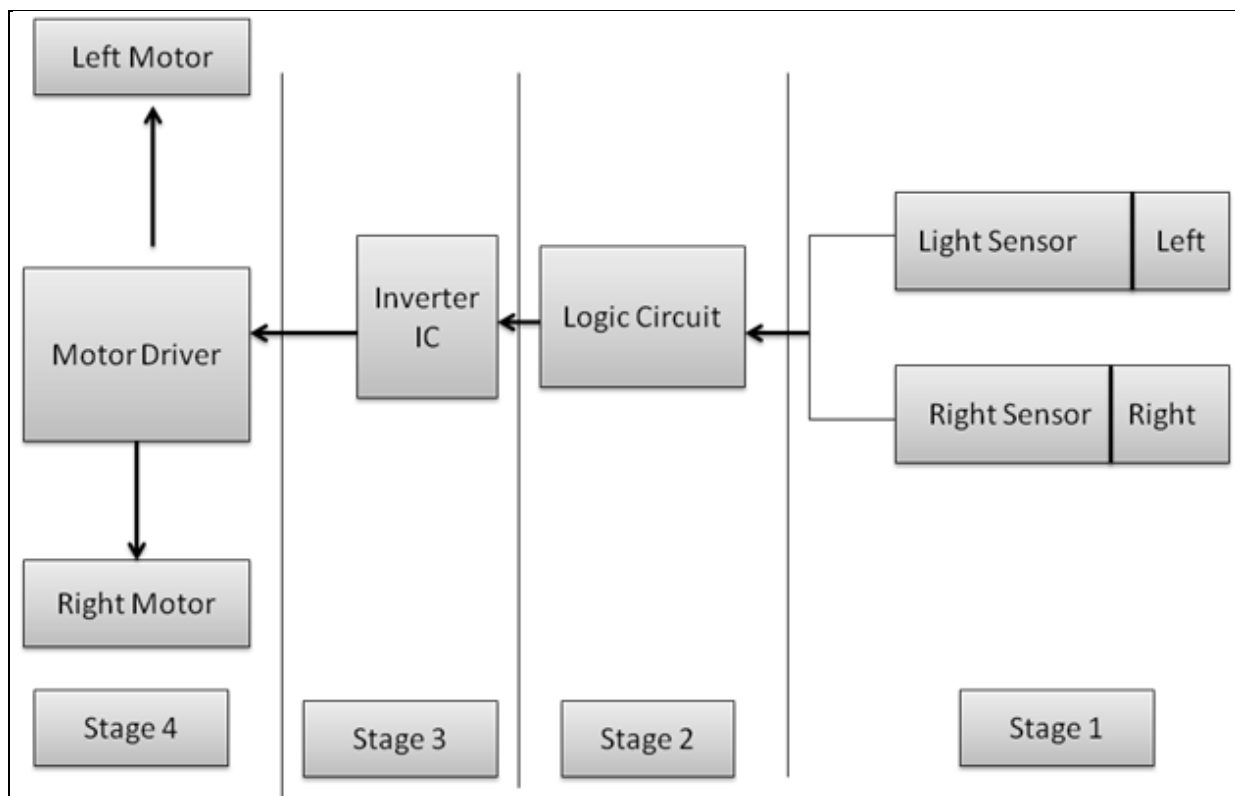 Left Motor
Light Sensor
Left
Inverter
IC
Logic Circuit
Motor Driver
Right Sensor
Right
Right Motor
Stage 4
Stage 3
Stage 2
Stage 1